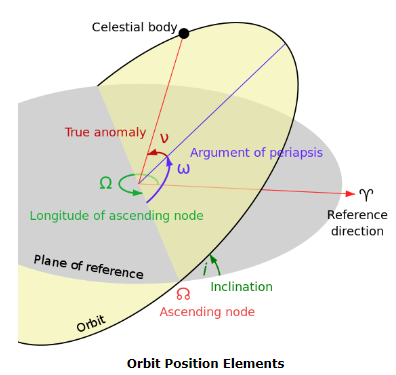 Celestial body
True anomaly
ν
Argument of periapsis
ω
Ω
♈
Longitude of ascending node
Reference
direction
Plane of reference
i
Inclination
☊
Ascending node
Orbit
Orbit Position Elements